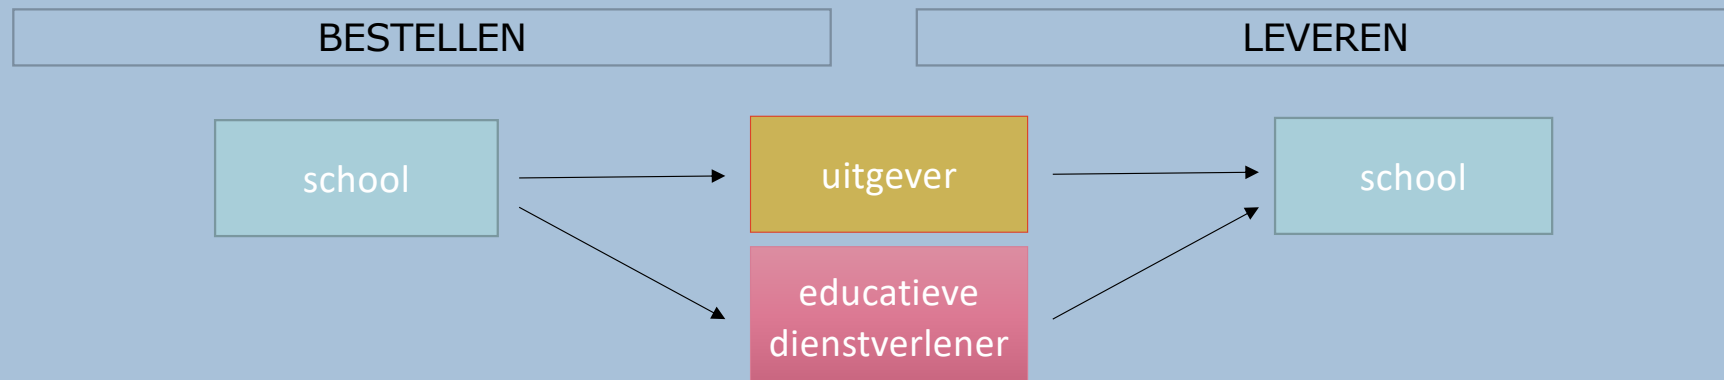 BESTELLEN
LEVEREN
school
uitgever
school
educatieve
dienstverlener